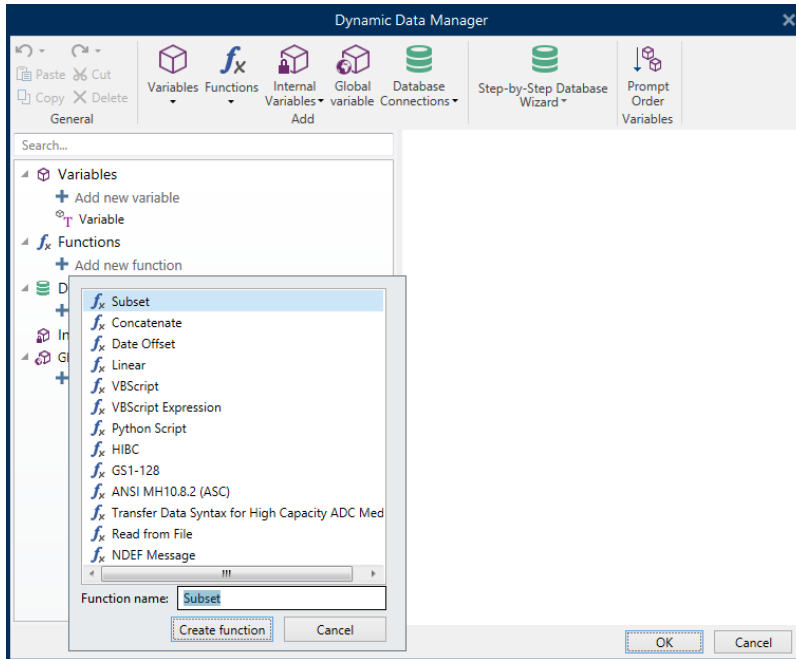 Dynamic Data Manager
Paste Cut
Copy Delete
General
Variables Functions Internal Variables Global variable Database Connections
Add
Step-by-Step Database Wizard
Prompt Order
Variables
Search...
Variables
Add new variable
Variable
Functions
Add new function
D
In
Gl
Subset
Concatenate
Date Offset
Linear
VBScript
VBScript Expression
Python Script
HIBC
GS1-128
ANSI MH10.8.2 (ASC)
Transfer Data Syntax for High Capacity ADC Med
Read from File
NDEF Message
Function name: Subset
Create function Cancel
OK Cancel